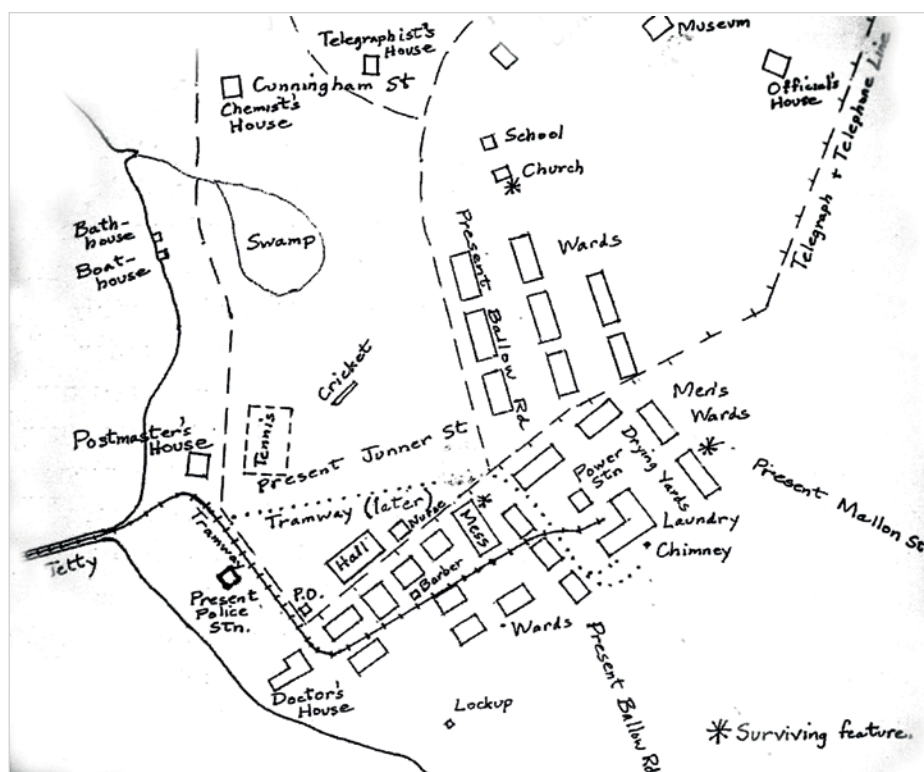 Museum
Telegraphist's
House
Cunningham St
Chemist's
House
Official's
House
Telegraph + Telephone Line
School
Church
Bath-
house
Boat-
house
Swamp
Present Ballow Rd
Wards
Cricket
Men's
Wards
Postmaster's
House
Tennis
Present Junner St
Drying Yards
Power
Stn
Present Mallon St
Tramway (later)
Nurse
Mess
Laundry
Chimney
Tramway
Hall
Jetty
Barber
P.O.
Present
Police
Stn.
Wards
Present Ballow Rd
Doctor's
House
Lockup
Surviving feature.